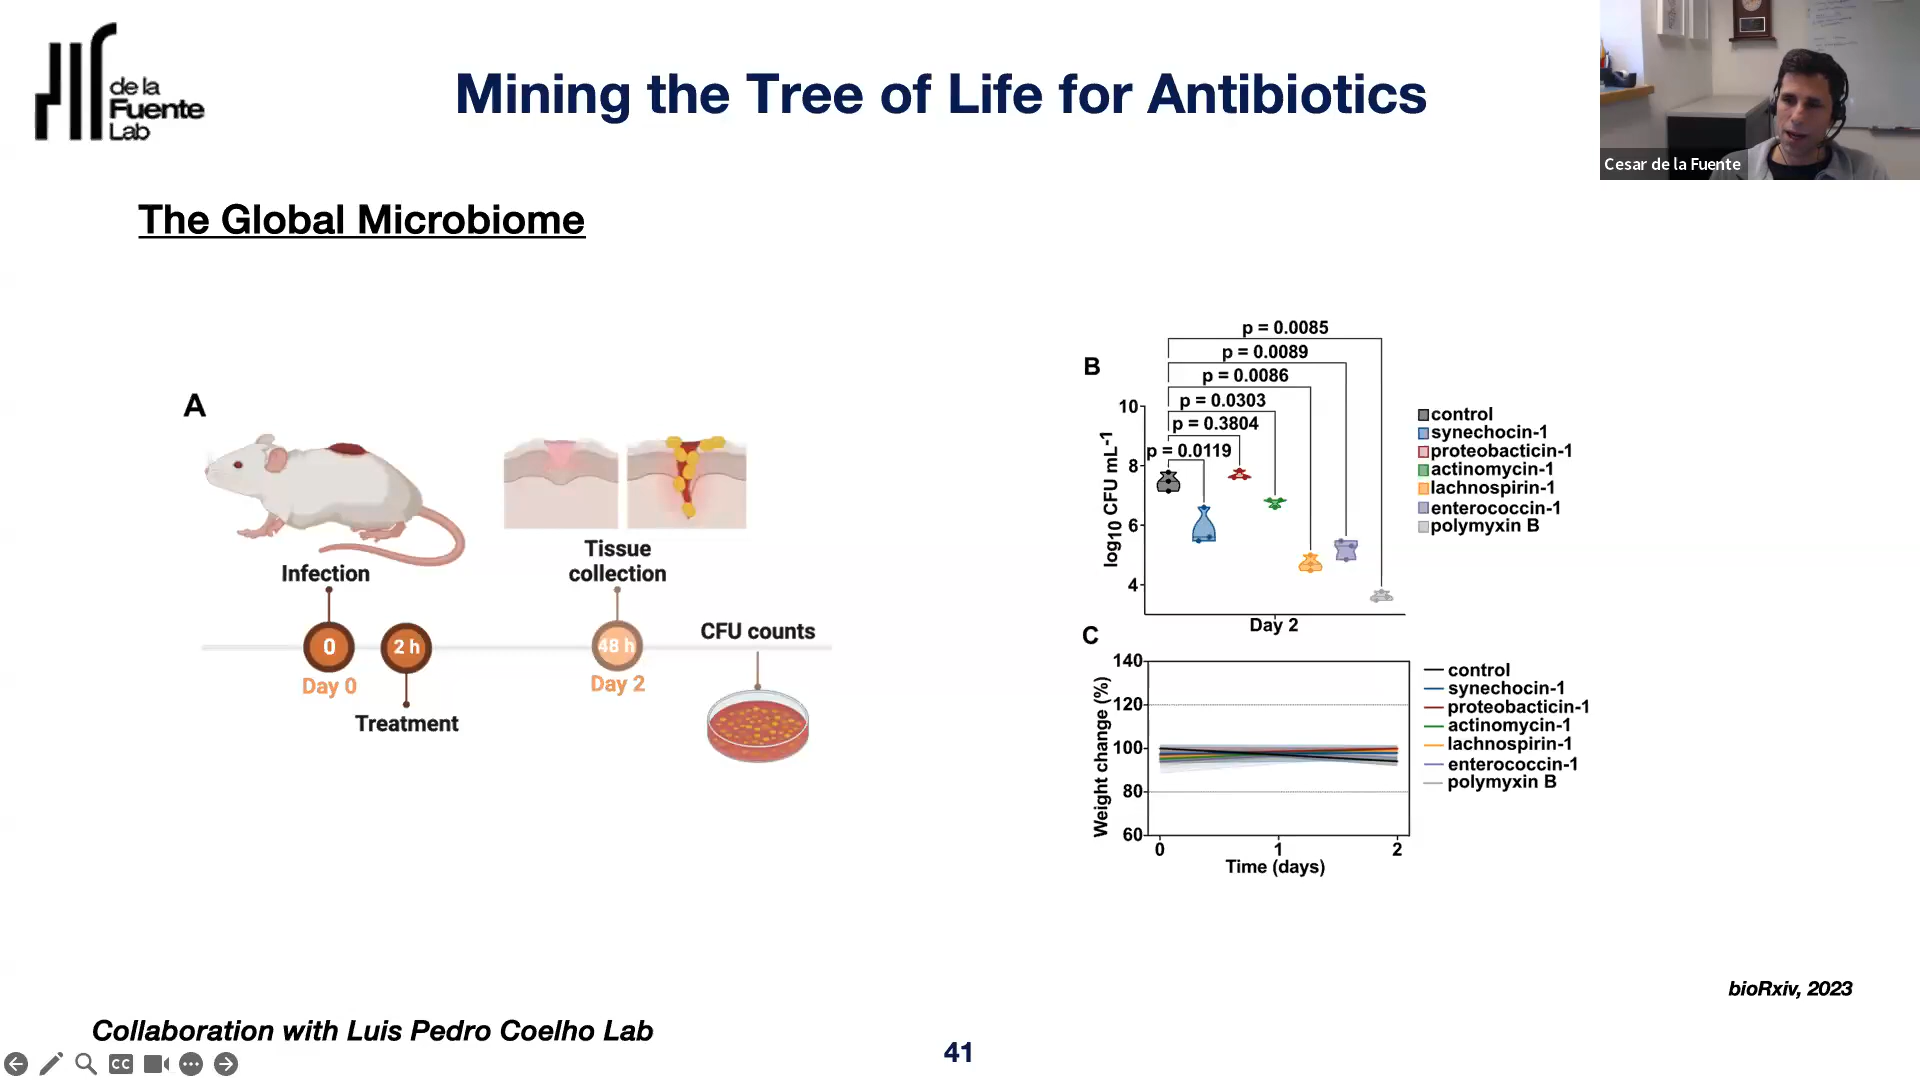 de la
Fuente
Lab
Mining the Tree of Life for Antibiotics
Cesar de la Fuente
The Global Microbiome
A
Infection
Tissue
collection
0
2 h
48 h
Day 0
Day 2
Treatment
CFU counts
B
p = 0.0085
p = 0.0089
p = 0.0086
p = 0.0303
p = 0.3804
p = 0.0119
log10 CFU mL-1
10
8
6
4
Day 2
control
synechocin-1
proteobacticin-1
actinomycin-1
lachnospirin-1
enterococcin-1
polymyxin B
C
Weight change (%)
140
120
100
80
60
0
1
2
Time (days)
control
synechocin-1
proteobacticin-1
actinomycin-1
lachnospirin-1
enterococcin-1
polymyxin B
bioRxiv, 2023
Collaboration with Luis Pedro Coelho Lab
41
CC